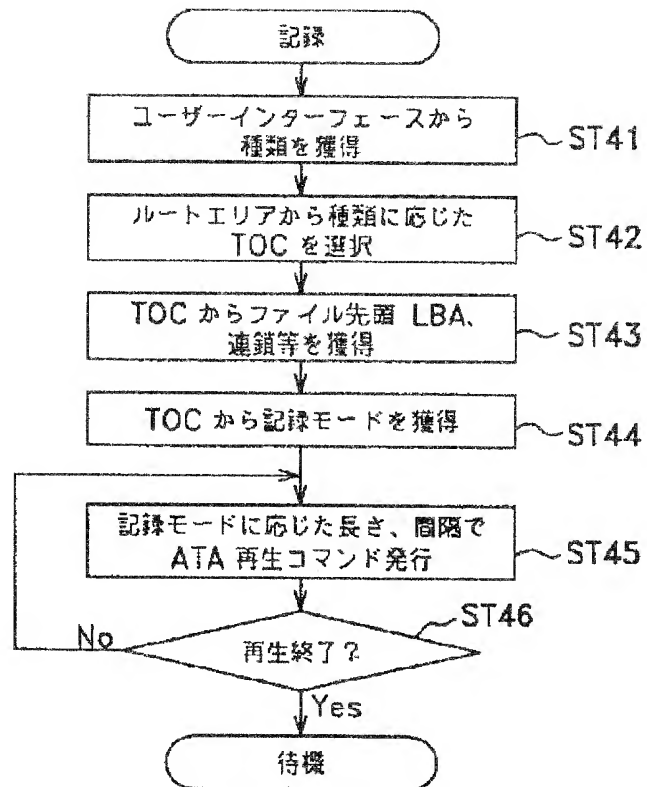 記録
ユーザーインターフェースから
種類を獲得
ST41
ルートエリアから種類に応じた
TOC を選択
ST42
TOC からファイル先頭 LBA、
連鎖等を獲得
ST43
TOC から記録モードを獲得
ST44
記録モードに応じた長さ、間隔で
ATA 再生コマンド発行
ST45
ST46
再生終了？
No
Yes
待機